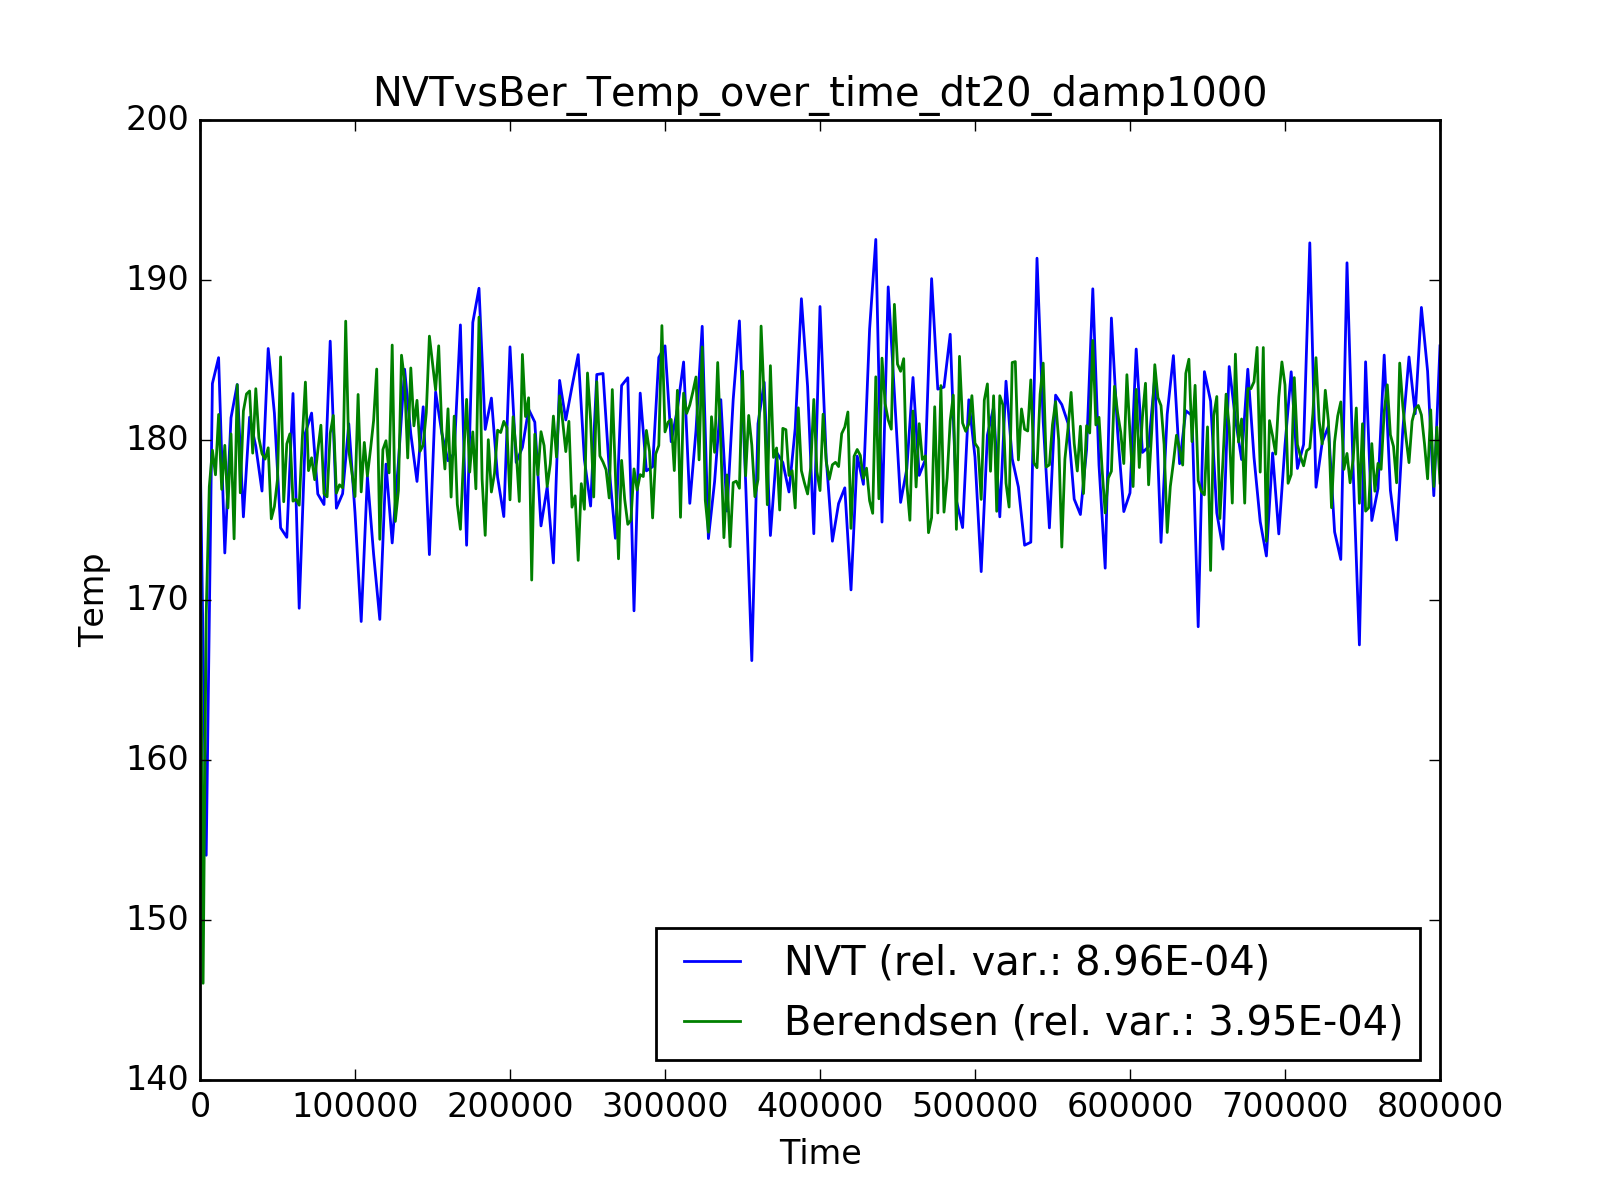 NVTvsBer_Temp_over_time_dt20_damp1000
200
190
180
170
160
150
140
Temp
NVT (rel. var.: 8.96E-04)
Berendsen (rel. var.: 3.95E-04)
0 100000 200000 300000 400000 500000 600000 700000 800000
Time